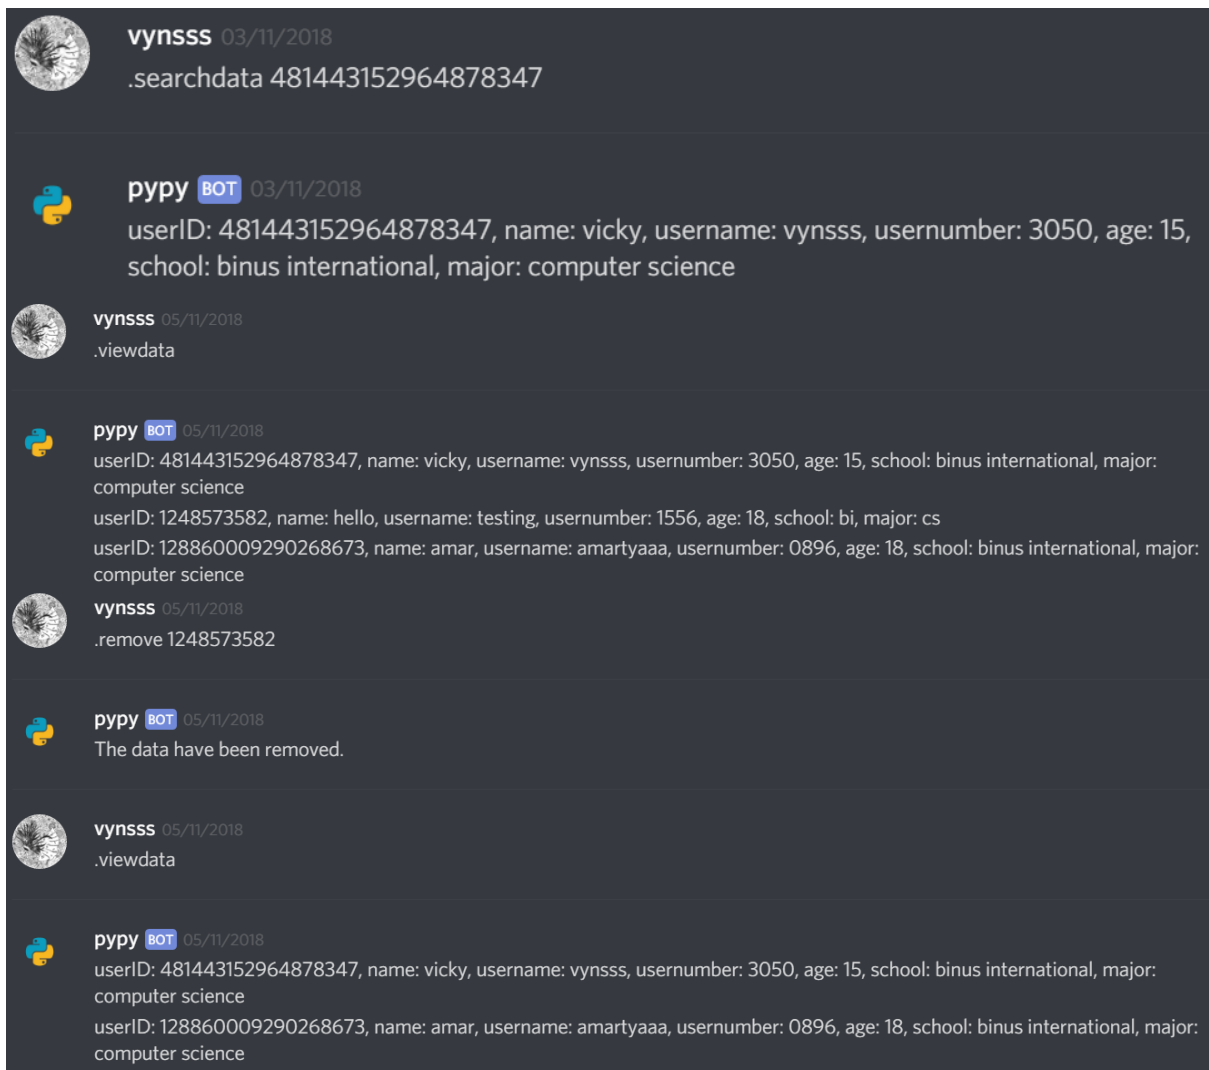 vynsss 03/11/2018
.searchdata 481443152964878347
pypy BOT 03/11/2018
userID: 481443152964878347, name: vicky, username: vynsss, usernumber: 3050, age: 15,
school: binus international, major: computer science
vynsss 05/11/2018
.viewdata
pypy BOT 05/11/2018
userID: 481443152964878347, name: vicky, username: vynsss, usernumber: 3050, age: 15, school: binus international, major:
computer science
userID: 1248573582, name: hello, username: testing, usernumber: 1556, age: 18, school: bi, major: cs
userID: 128860009290268673, name: amar, username: amartyaaa, usernumber: 0896, age: 18, school: binus international, major:
computer science
vynsss 05/11/2018
.remove 1248573582
pypy BOT 05/11/2018
The data have been removed.
vynsss 05/11/2018
.viewdata
pypy BOT 05/11/2018
userID: 481443152964878347, name: vicky, username: vynsss, usernumber: 3050, age: 15, school: binus international, major:
computer science
userID: 128860009290268673, name: amar, username: amartyaaa, usernumber: 0896, age: 18, school: binus international, major:
computer science